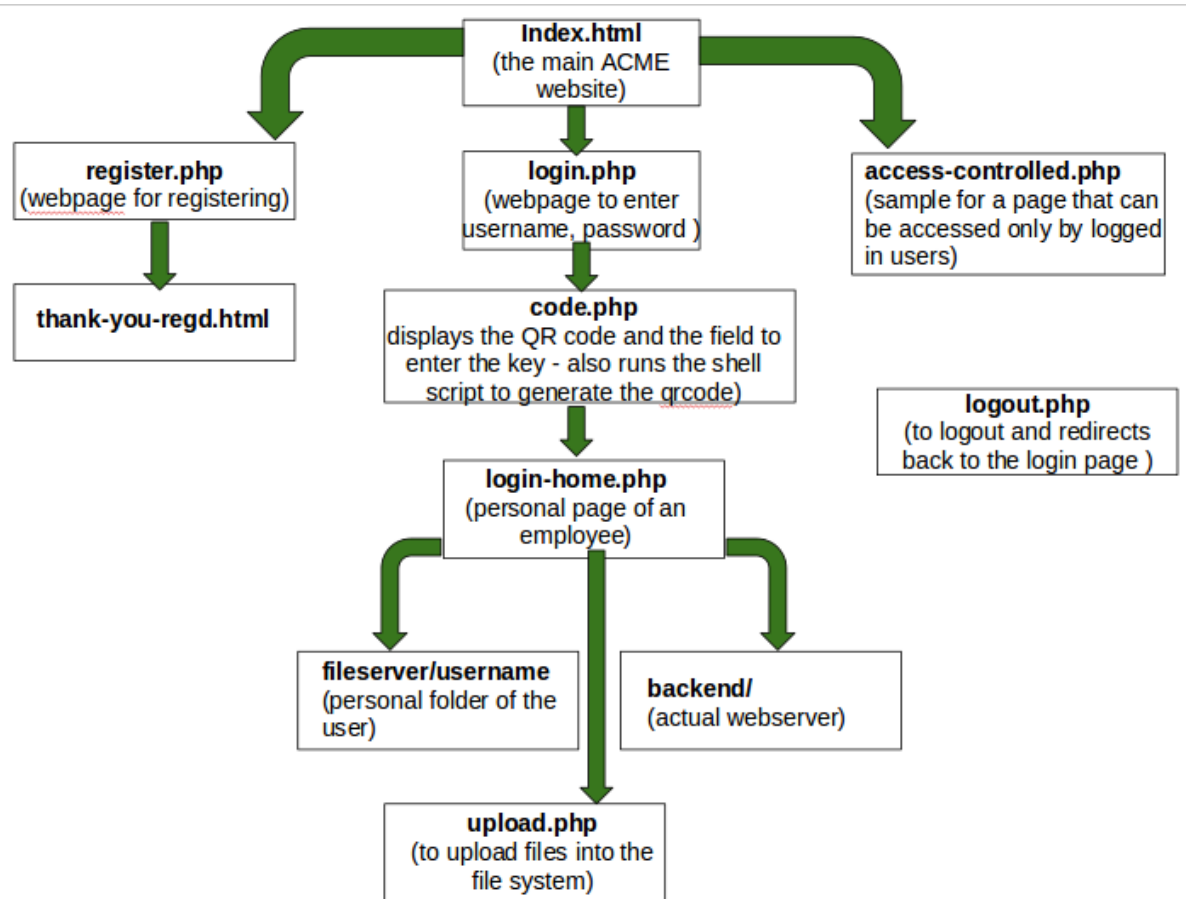 Index.html
(the main ACME
website)
register.php
(webpage for registering)
login.php
(webpage to enter
username, password )
access-controlled.php
(sample for a page that can
be accessed only by logged
in users)
thank-you-regd.html
code.php
displays the QR code and the field to
enter the key - also runs the shell
script to generate the qrcode)
logout.php
(to logout and redirects
back to the login page )
login-home.php
(personal page of an
employee)
fileserver/username
(personal folder of the
user)
backend/
(actual webserver)
upload.php
(to upload files into the
file system)